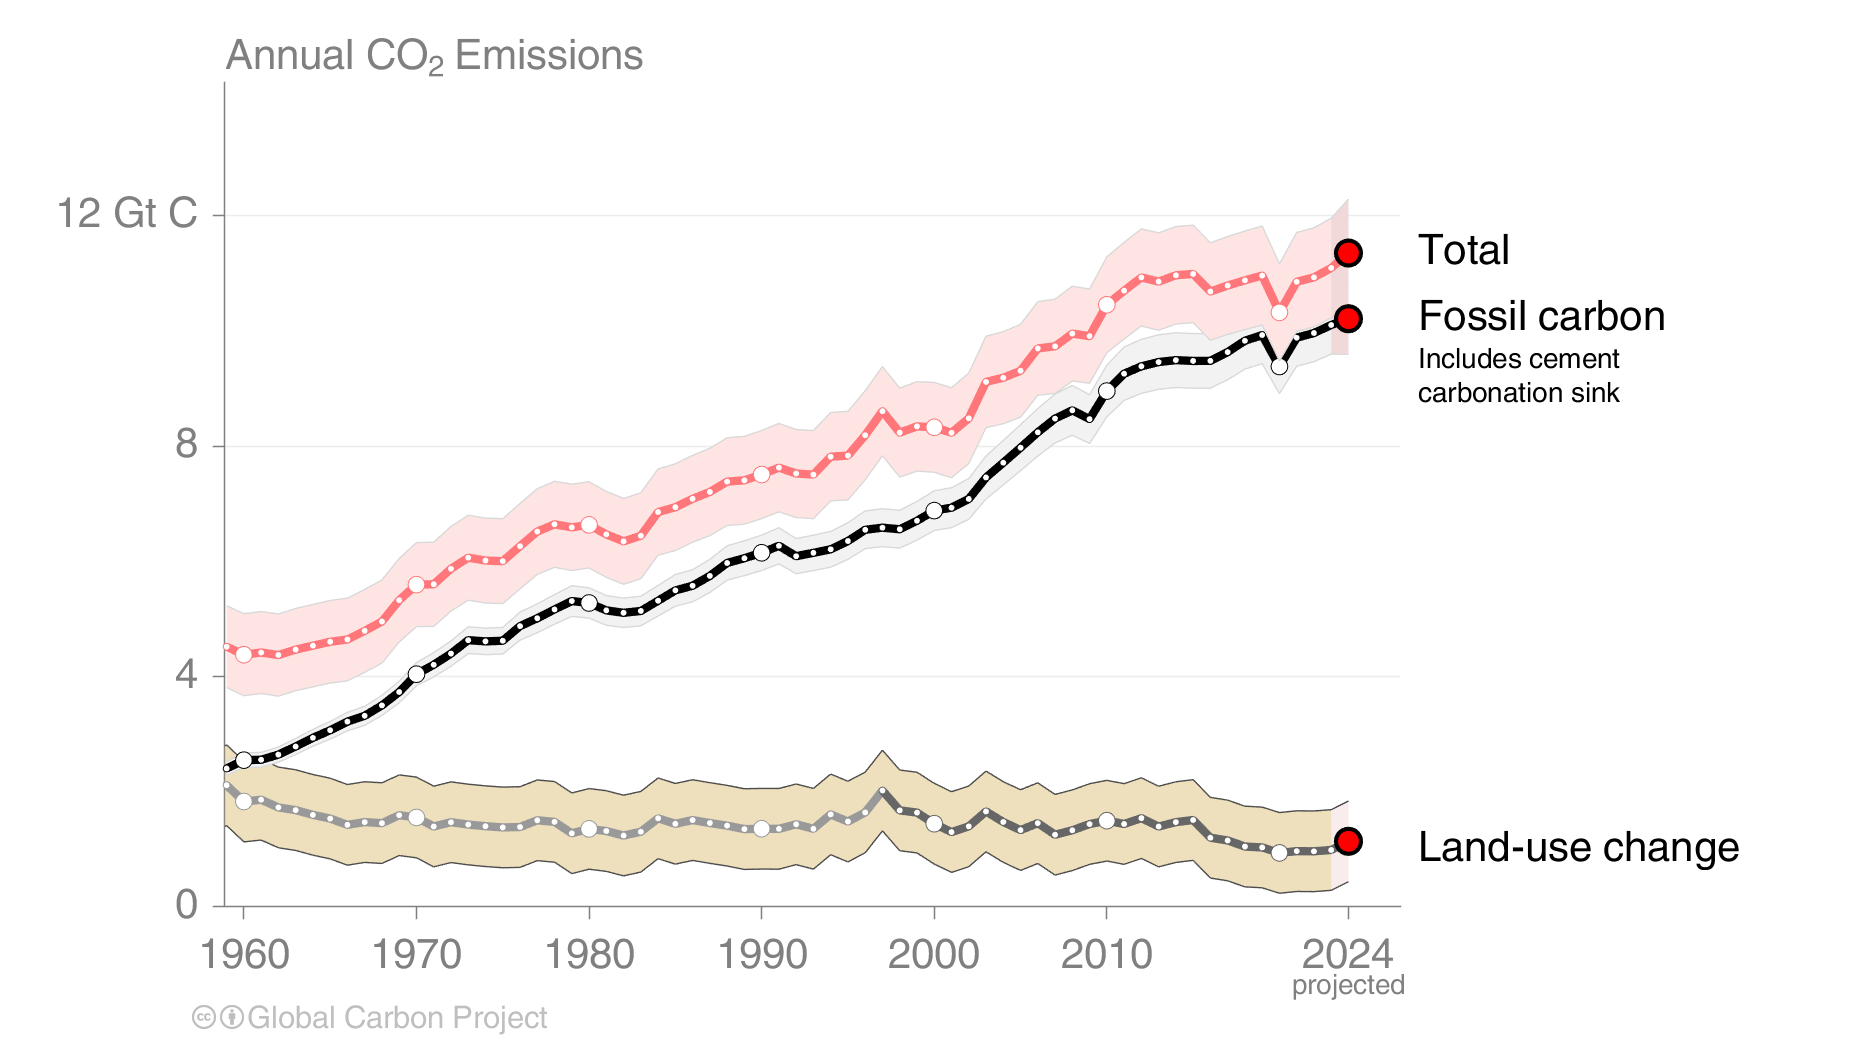 Annual CO₂ Emissions
12 Gt C
8
4
0
Total
Fossil carbon
Includes cement
carbonation sink
Land-use change
1960 1970 1980 1990 2000 2010 2024
projected
cc Global Carbon Project